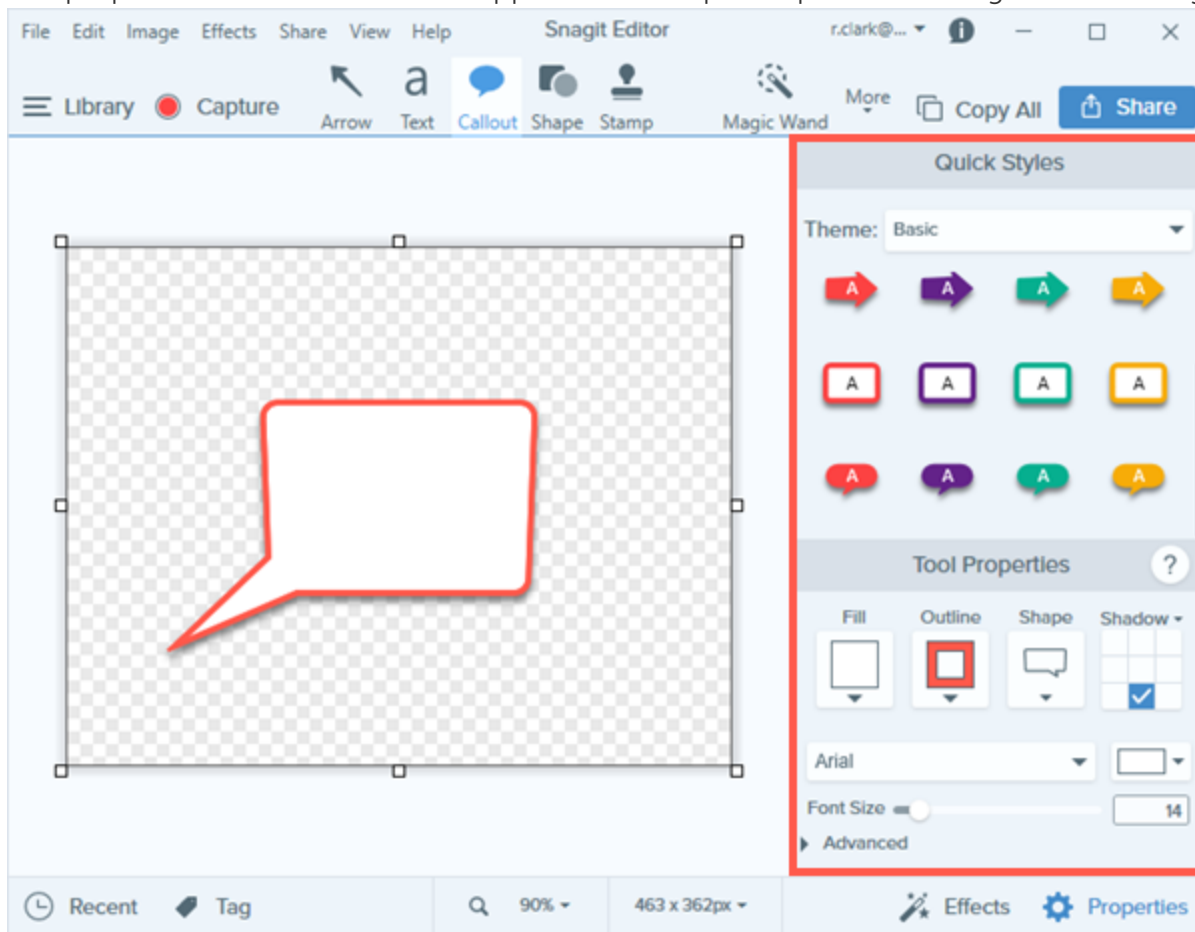 File Edit Image Effects Share View Help Snagit Editor r.clark@...
Library Capture Arrow Text Callout Shape Stamp Magic Wand More Copy All Share
Quick Styles
Theme: Basic
A A A A
A A A A
A A A A
Tool Properties ?
Fill Outline Shape Shadow
Arial
Font Size 14
Advanced
Recent Tag 90% 463 x 362px Effects Properties